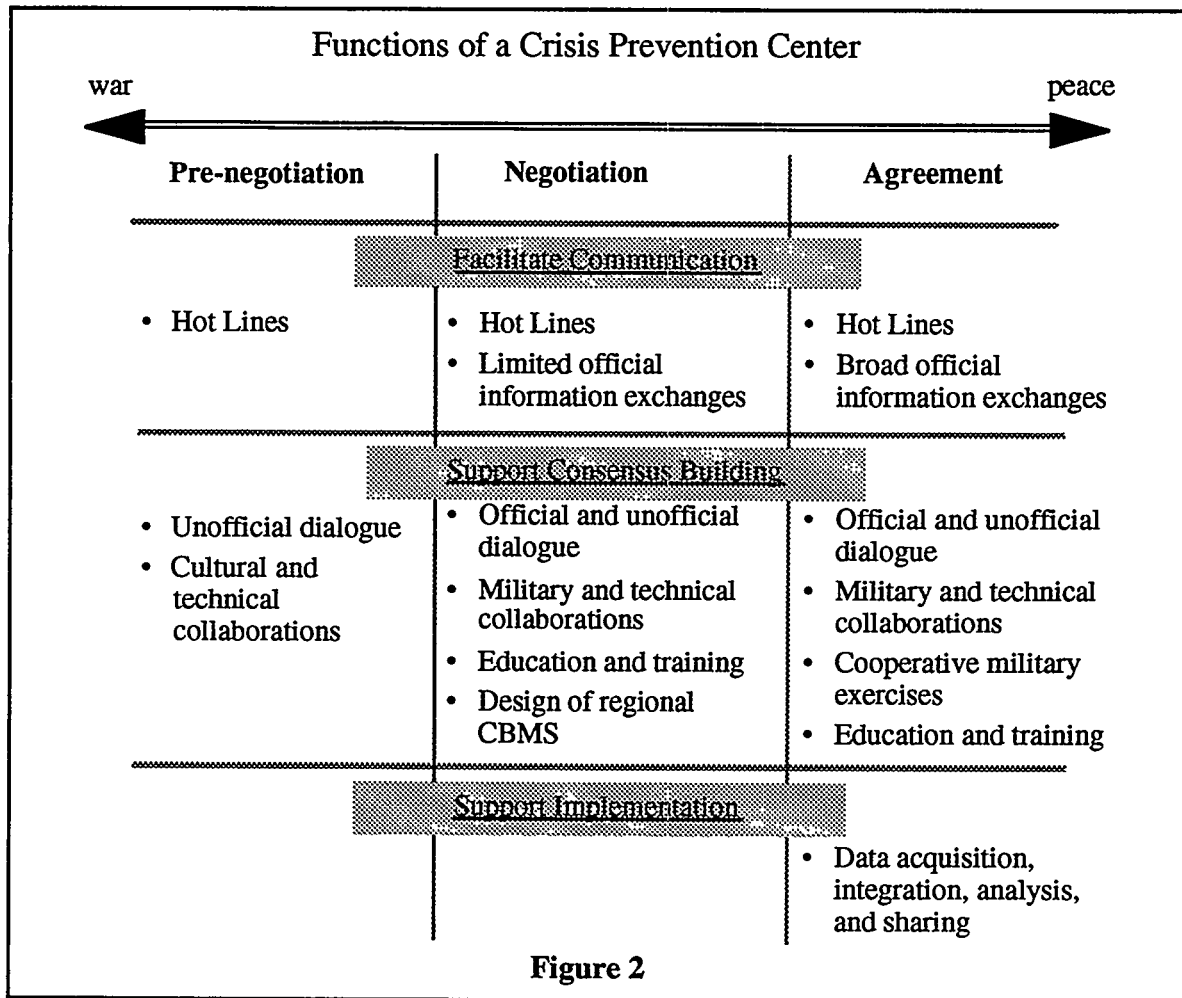 Functions of a Crisis Prevention Center
war
peace
Pre-negotiation
Negotiation
Agreement
Facilitate Communication
• Hot Lines
• Hot Lines
• Limited official
information exchanges
• Hot Lines
• Broad official
information exchanges
Support Consensus Building
• Unofficial dialogue
• Cultural and
technical
collaborations
• Official and unofficial
dialogue
• Military and technical
collaborations
• Education and training
• Design of regional
CBMS
• Official and unofficial
dialogue
• Military and technical
collaborations
• Cooperative military
exercises
• Education and training
Support Implementation
• Data acquisition,
integration, analysis,
and sharing
Figure 2